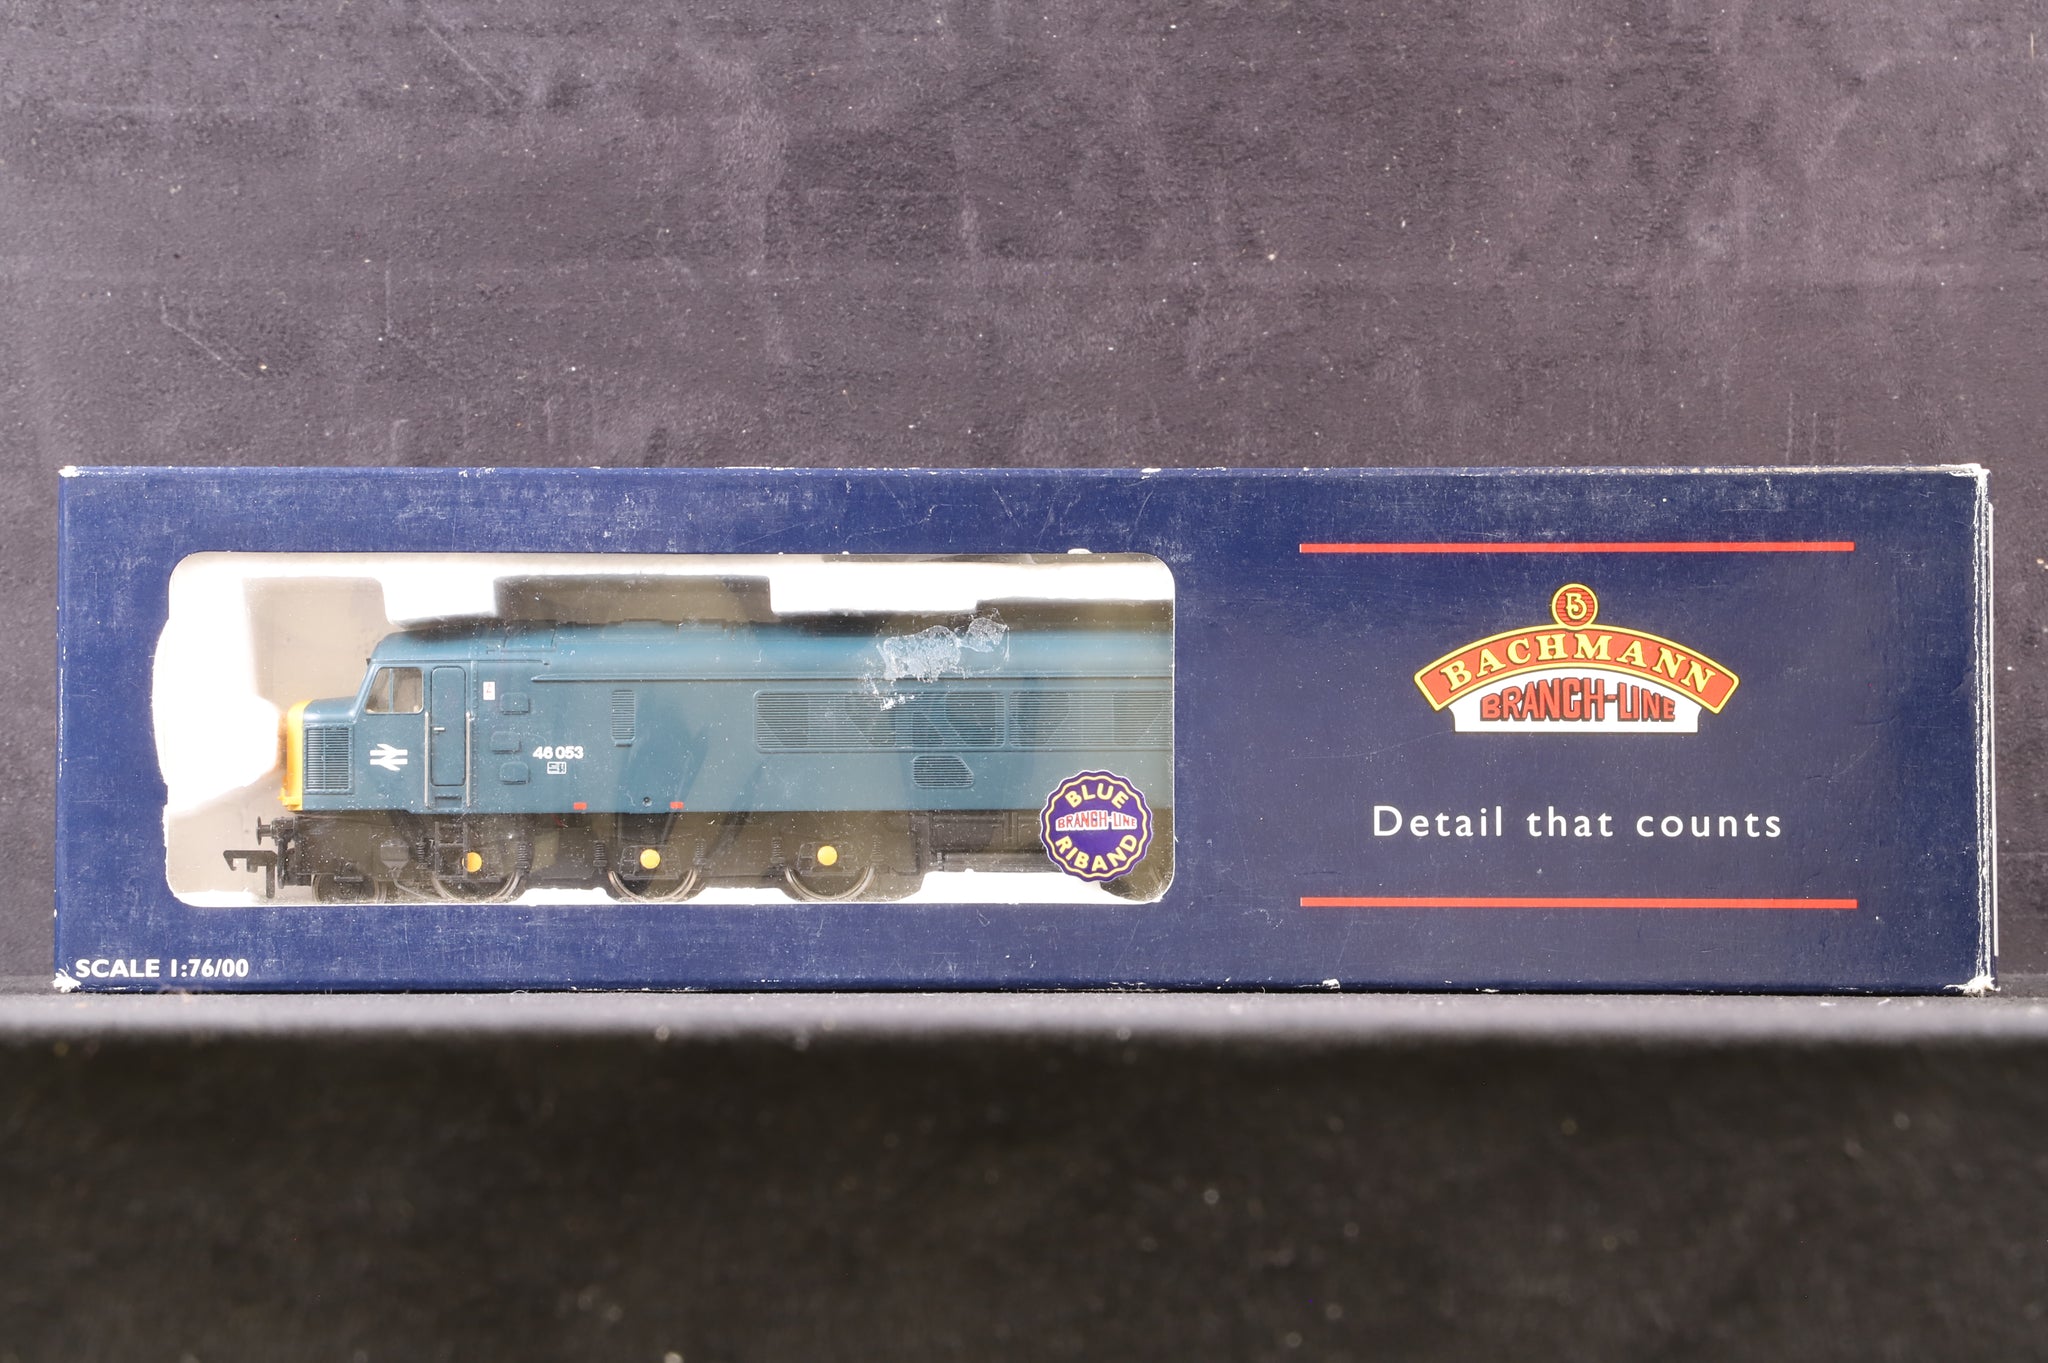 46 053
BLUE
BRANCH-LINE
RIBAND
SCALE 1:76/00
BACHMANN
BRANCH-LINE
Detail that counts